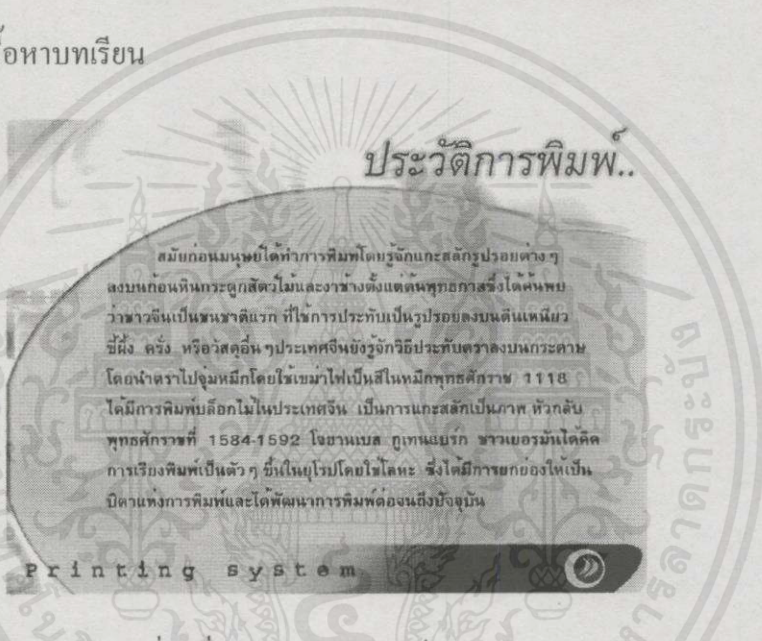 อหาบทเรียน
ประวัติการพิมพ์..
สมัยก่อนมนุษย์ได้ทำการพิมพ์โดยรู้จักแกะสลักรูปรอยต่าง ๆ
ลงบนก้อนหินกระดูกสัตว์ไม้และงาช้างตั้งแต่ต้นพุทธกาลซึ่งได้ค้นพบ
ว่าชาวจีนเป็นชนชาติแรก ที่ใช้การประทับเป็นรูปรอยลงบนดินเหนียว
ขี้ผึ้ง ครั่ง หรือวัสดุอื่น ๆประเทศจีนยังรู้จักวิธีประทับตราลงบนกระดาษ
โดยนำตราไปจุ่มหมึกโดยใช้เขม่าไฟเป็นสีในหมึกพุทธศักราช 1118
ได้มีการพิมพ์บล็อกไม้ในประเทศจีน เป็นการแกะสลักเป็นภาพ หัวกลับ
พุทธศักราชที่ 1584-1592 โจฮานเบส กูเทนแบร์ก ชาวเยอรมันได้คิด
การเรียงพิมพ์เป็นตัว ๆ ขึ้นในยุโรปโดยใช้โลหะ ซึ่งได้มีการยกย่องให้เป็น
บิดาแห่งการพิมพ์และได้พัฒนาการพิมพ์ต่อจนถึงปัจจุบัน
Printing system